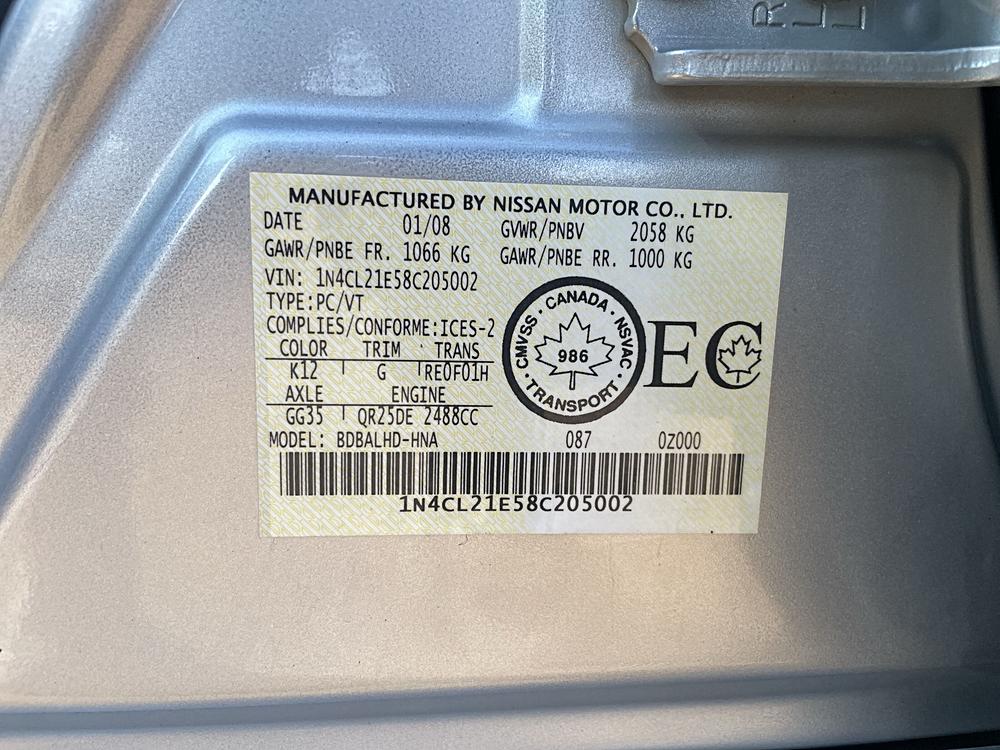 MANUFACTURED BY NISSAN MOTOR CO., LTD.
DATE 01/08 GVWR/PNBV 2058 KG
GAWR/PNBE FR. 1066 KG GAWR/PNBE RR. 1000 KG
VIN: 1N4CL21E58C205002
TYPE:PC/VT
COMPLIES/CONFORME:ICES-2
COLOR TRIM TRANS
K12 G RE0F01H
AXLE ENGINE
GG35 QR25DE 2488CC
CMVSS · CANADA · NSVAC · TRANSPORT ·
986
EC
MODEL: BDBALHD-HNA 087 0Z000
1N4CL21E58C205002